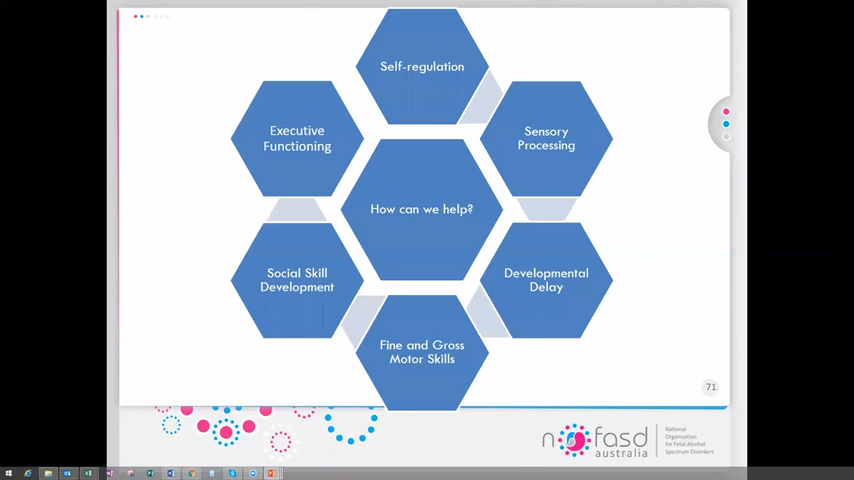 Self-regulation
Executive
Functioning
Sensory
Processing
How can we help?
Social Skill
Development
Developmental
Delay
Fine and Gross
Motor Skills
71
nofasd
australia
National
Organisation
for Fetal Alcohol
Spectrum Disorders